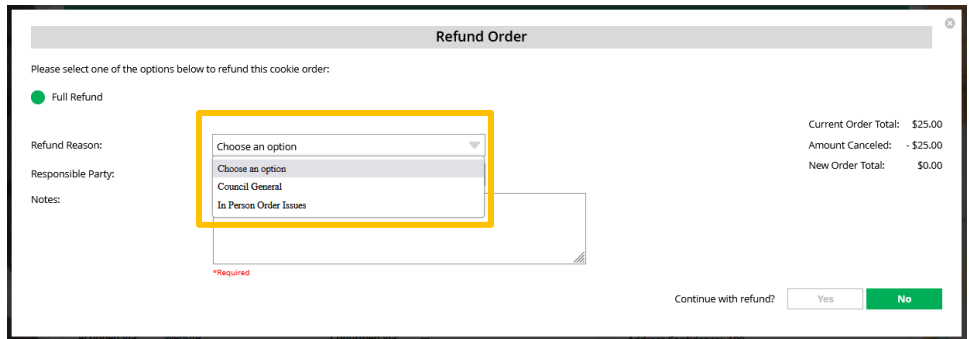 Refund Order
Please select one of the options below to refund this cookie order:
Full Refund
Current Order Total: $25.00
Refund Reason:
Choose an option
Amount Canceled: - $25.00
Choose an option
New Order Total: $0.00
Responsible Party:
Council General
Notes:
In Person Order Issues
*Required
Continue with refund?
Yes
No